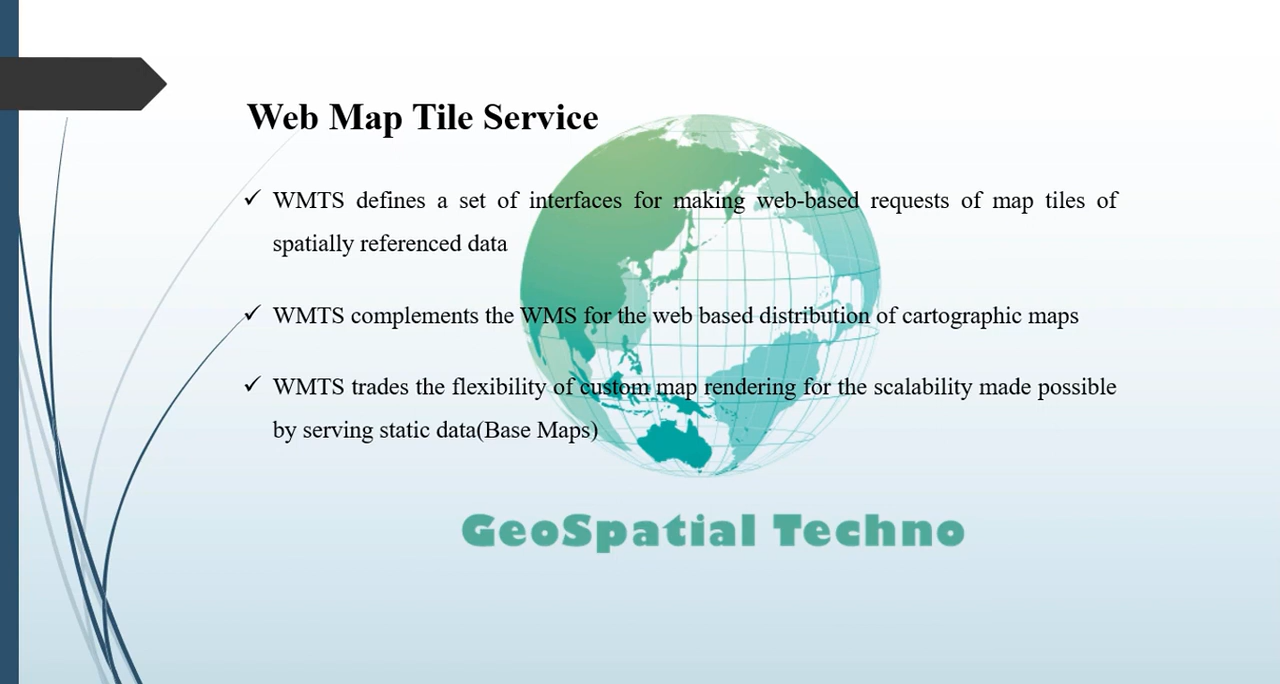 Web Map Tile Service
WMTS defines a set of interfaces for making web-based requests of map tiles of
spatially referenced data
WMTS complements the WMS for the web based distribution of cartographic maps
WMTS trades the flexibility of custom map rendering for the scalability made possible
by serving static data(Base Maps)
GeoSpatial Techno